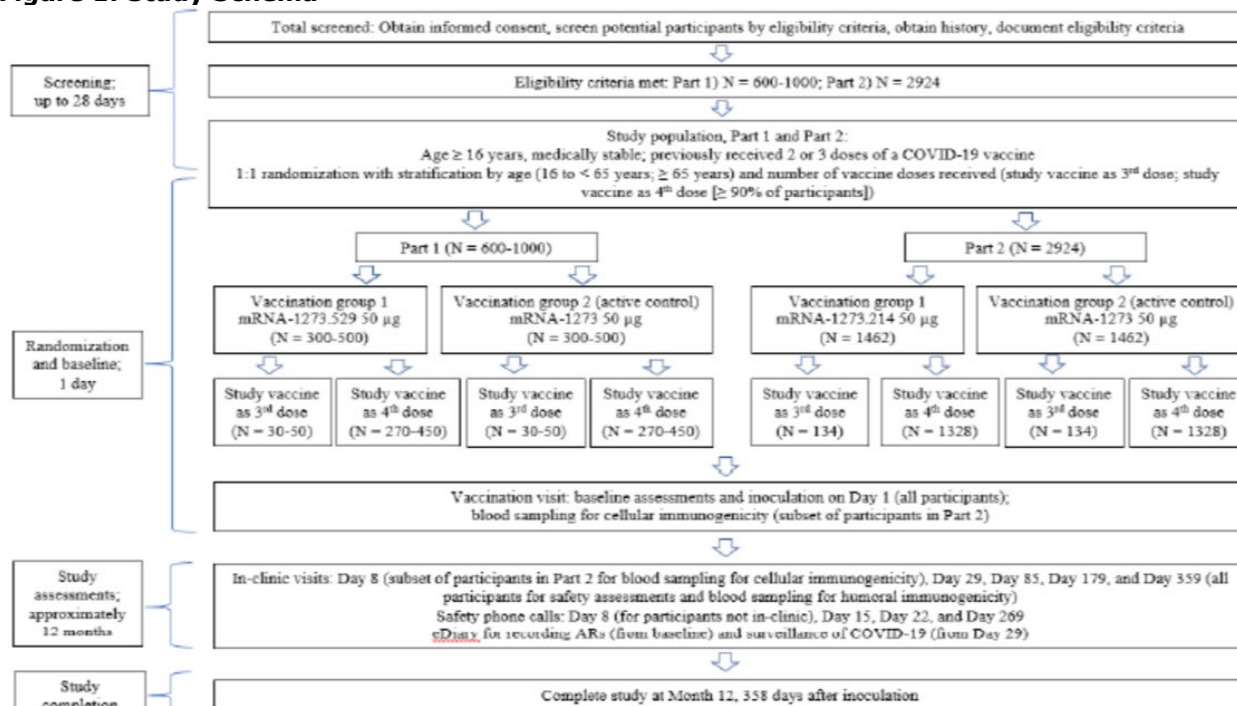 Figure 1. Study Schema
Total screened: Obtain informed consent, screen potential participants by eligibility criteria, obtain history, document eligibility criteria
Screening;
up to 28 days
Eligibility criteria met: Part 1) N = 600-1000; Part 2) N = 2924
Study population, Part 1 and Part 2:
Age ≥ 16 years, medically stable; previously received 2 or 3 doses of a COVID-19 vaccine
1:1 randomization with stratification by age (16 to < 65 years; ≥ 65 years) and number of vaccine doses received (study vaccine as 3rd dose; study
vaccine as 4th dose [≥ 90% of participants])
Randomization
and baseline;
1 day
Part 1 (N = 600-1000)
Part 2 (N = 2924)
Vaccination group 1
mRNA-1273.529 50 µg
(N = 300-500)
Vaccination group 2 (active control)
mRNA-1273 50 µg
(N = 300-500)
Vaccination group 1
mRNA-1273.214 50 µg
(N = 1462)
Vaccination group 2 (active control)
mRNA-1273 50 µg
(N = 1462)
Study vaccine
as 3rd dose
(N = 30-50)
Study vaccine
as 4th dose
(N = 270-450)
Study vaccine
as 3rd dose
(N = 30-50)
Study vaccine
as 4th dose
(N = 270-450)
Study vaccine
as 3rd dose
(N = 134)
Study vaccine
as 4th dose
(N = 1328)
Study vaccine
as 3rd dose
(N = 134)
Study vaccine
as 4th dose
(N = 1328)
Vaccination visit: baseline assessments and inoculation on Day 1 (all participants);
blood sampling for cellular immunogenicity (subset of participants in Part 2)
Study
assessments;
approximately
12 months
In-clinic visits: Day 8 (subset of participants in Part 2 for blood sampling for cellular immunogenicity), Day 29, Day 85, Day 179, and Day 359 (all
participants for safety assessments and blood sampling for humoral immunogenicity)
Safety phone calls: Day 8 (for participants not in-clinic), Day 15, Day 22, and Day 269
eDiary for recording ARs (from baseline) and surveillance of COVID-19 (from Day 29)
Study
completion
Complete study at Month 12, 358 days after inoculation